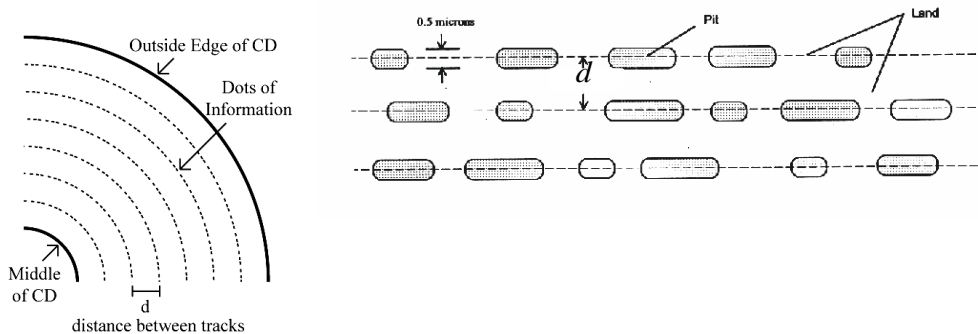 Outside Edge of CD
Dots of
Information
Middle
of CD
d
distance between tracks
0.5 microns
Pit
Land
d